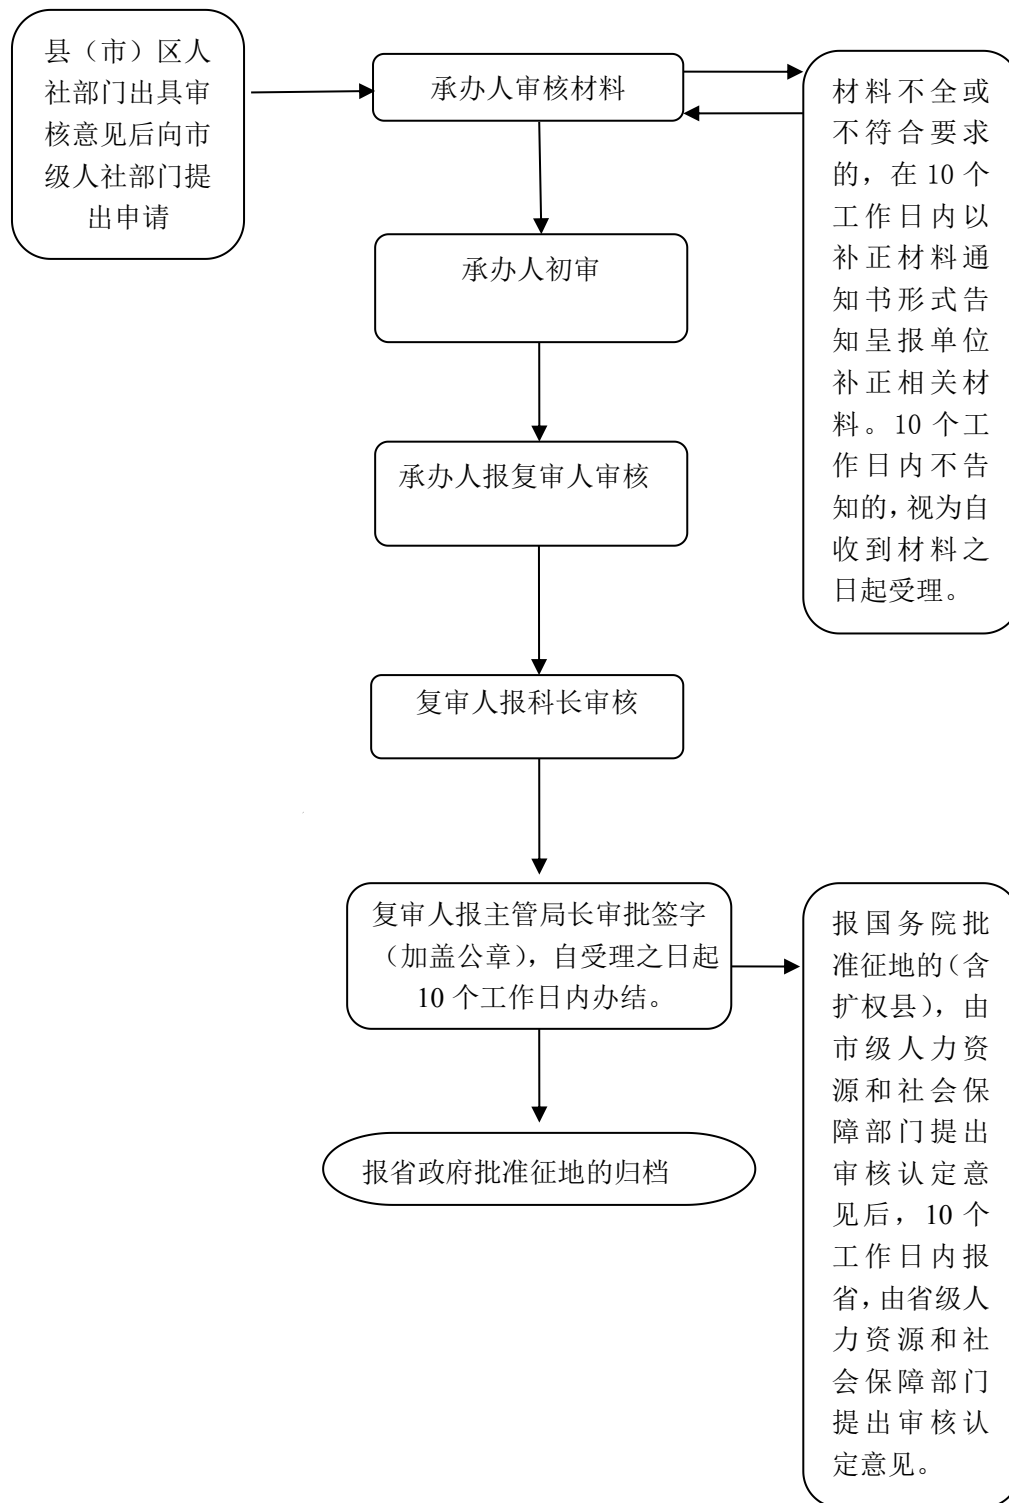 县（市）区人
社部门出具审
核意见后向市
级人社部门提
出申请
承办人审核材料
材料不全或
不符合要求
的，在 10 个
工作日内以
补正材料通
知书形式告
知呈报单位
补正相关材
料。10 个工
作日内不告
知的，视为自
收到材料之
日起受理。
承办人初审
承办人报复审人审核
复审人报科长审核
复审人报主管局长审批签字
（加盖公章），自受理之日起
10 个工作日内办结。
报国务院批
准征地的（含
扩权县），由
市级人力资
源和社会保
障部门提出
审核认定意
见后，10 个
工作日内报
省，由省级人
力资源和社
会保障部门
提出审核认
定意见。
报省政府批准征地的归档